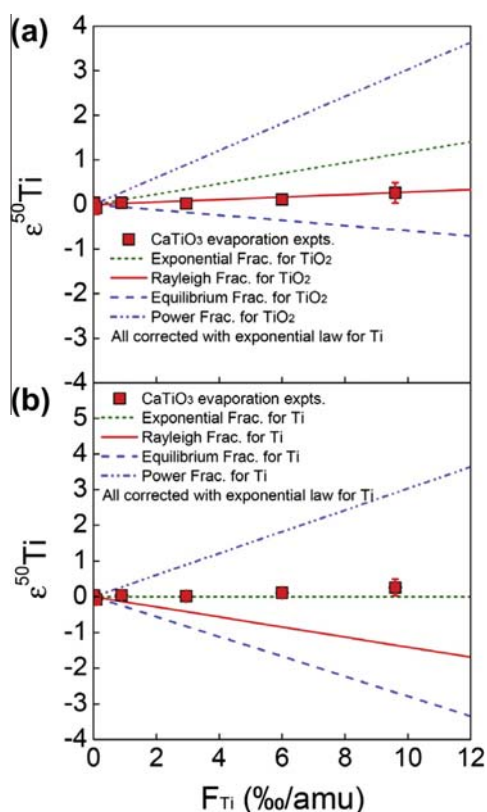 (a)
4
3
2
1
0
-1
-2
-3
-4
ε⁵⁰Ti
CaTiO₃ evaporation expts.
Exponential Frac. for TiO₂
Rayleigh Frac. for TiO₂
Equilibrium Frac. for TiO₂
Power Frac. for TiO₂
All corrected with exponential law for Ti
(b)
5
4
3
2
1
0
-1
-2
-3
-4
ε⁵⁰Ti
CaTiO₃ evaporation expts.
Exponential Frac. for Ti
Rayleigh Frac. for Ti
Equilibrium Frac. for Ti
Power Frac. for Ti
All corrected with exponential law for Ti
0 2 4 6 8 10 12
F_Ti (‰/amu)